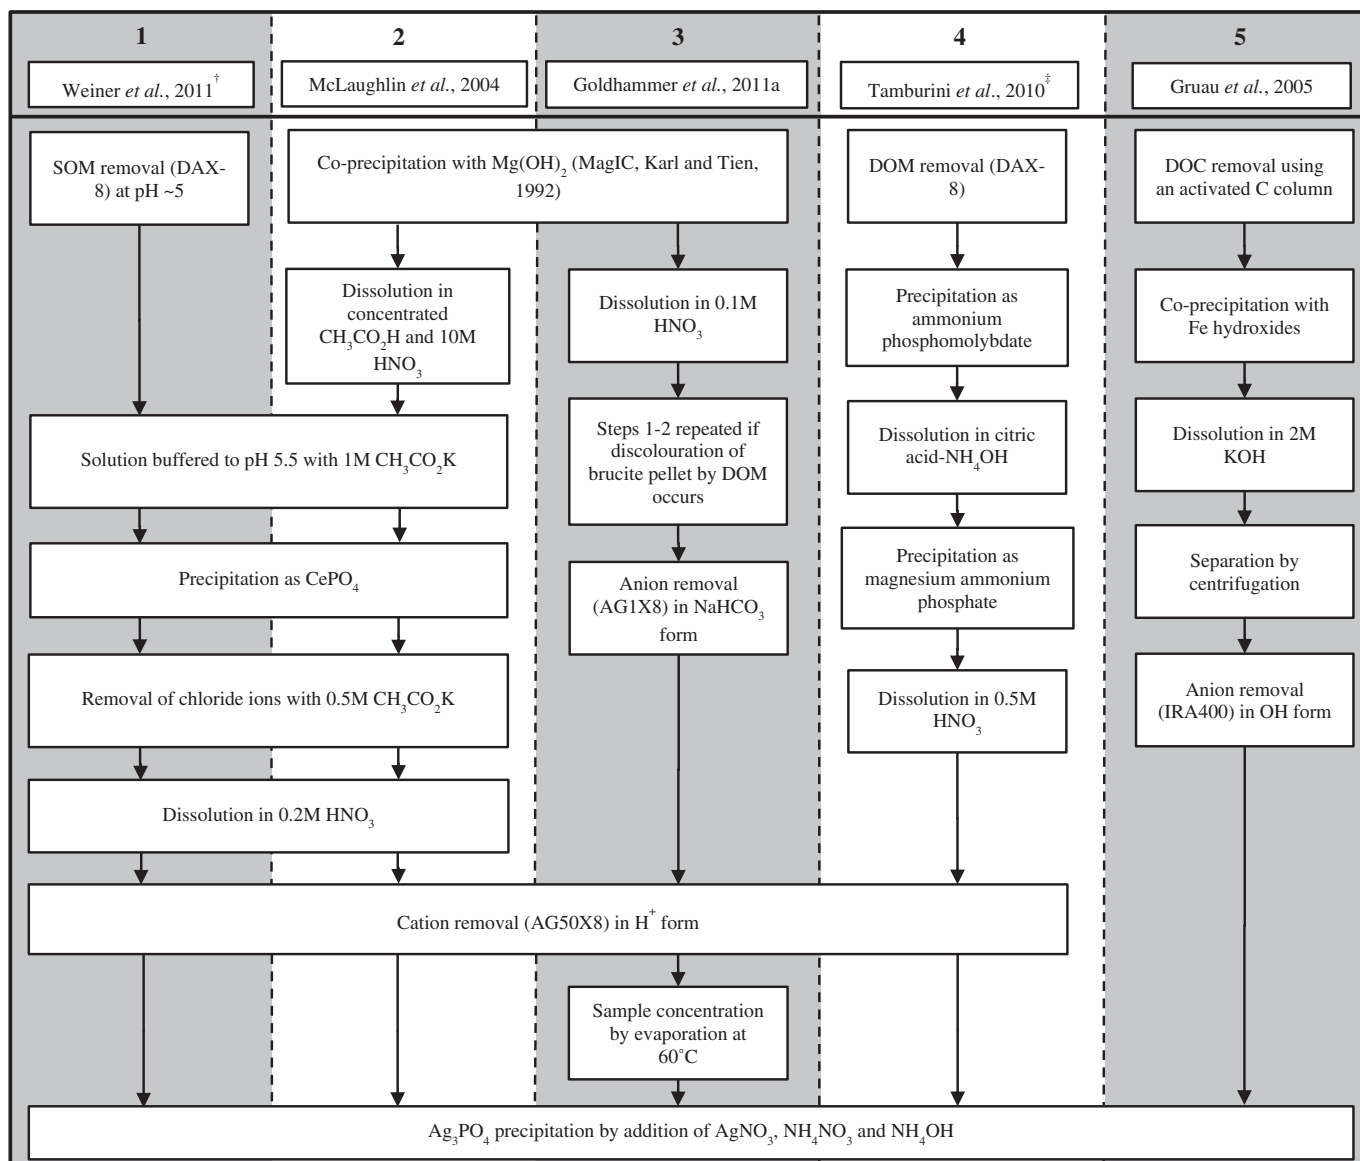 1
2
3
4
5
Weiner et al., 2011†
McLaughlin et al., 2004
Goldhammer et al., 2011a
Tamburini et al., 2010‡
Gruau et al., 2005
SOM removal (DAX-
8) at pH ~5
Co-precipitation with Mg(OH)₂ (MagIC, Karl and Tien,
1992)
DOM removal (DAX-
8)
DOC removal using
an activated C column
Dissolution in
concentrated
CH₃CO₂H and 10M
HNO₃
Dissolution in 0.1M
HNO₃
Precipitation as
ammonium
phosphomolybdate
Co-precipitation with
Fe hydroxides
Solution buffered to pH 5.5 with 1M CH₃CO₂K
Steps 1-2 repeated if
discolouration of
brucite pellet by DOM
occurs
Dissolution in citric
acid-NH₄OH
Dissolution in 2M
KOH
Precipitation as CePO₄
Anion removal
(AG1X8) in NaHCO₃
form
Precipitation as
magnesium ammonium
phosphate
Separation by
centrifugation
Removal of chloride ions with 0.5M CH₃CO₂K
Dissolution in 0.5M
HNO₃
Anion removal
(IRA400) in OH form
Dissolution in 0.2M HNO₃
Cation removal (AG50X8) in H⁺ form
Sample concentration
by evaporation at
60˚C
Ag₃PO₄ precipitation by addition of AgNO₃, NH₄NO₃ and NH₄OH